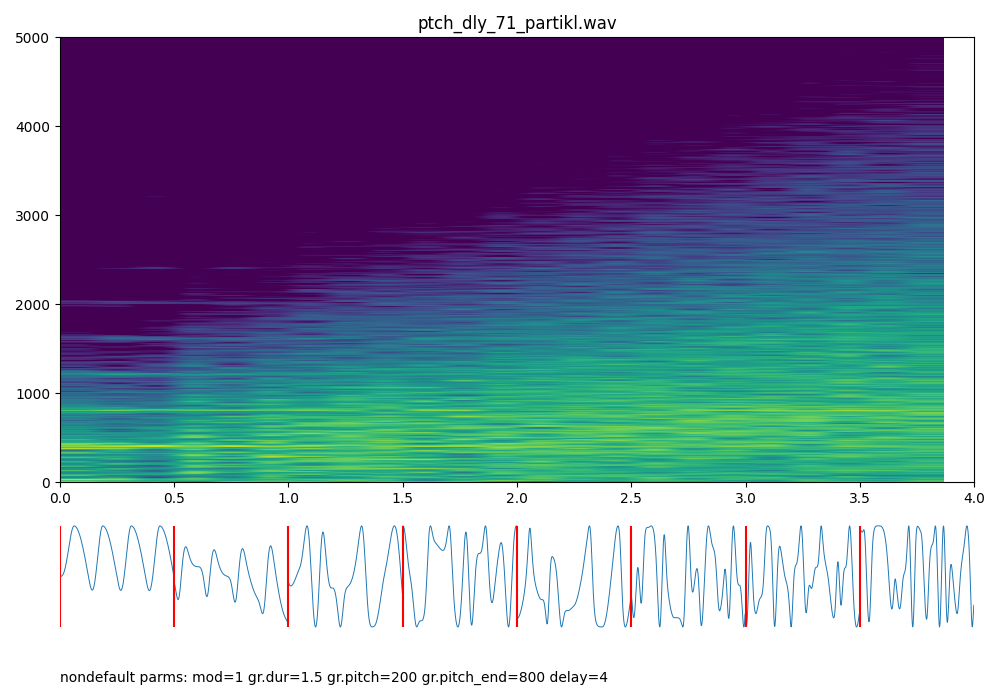 ptch_dly_71_partikl.wav
5000
4000
3000
2000
1000
0
0.0 0.5 1.0 1.5 2.0 2.5 3.0 3.5 4.0
nondefault parms: mod=1 gr.dur=1.5 gr.pitch=200 gr.pitch_end=800 delay=4